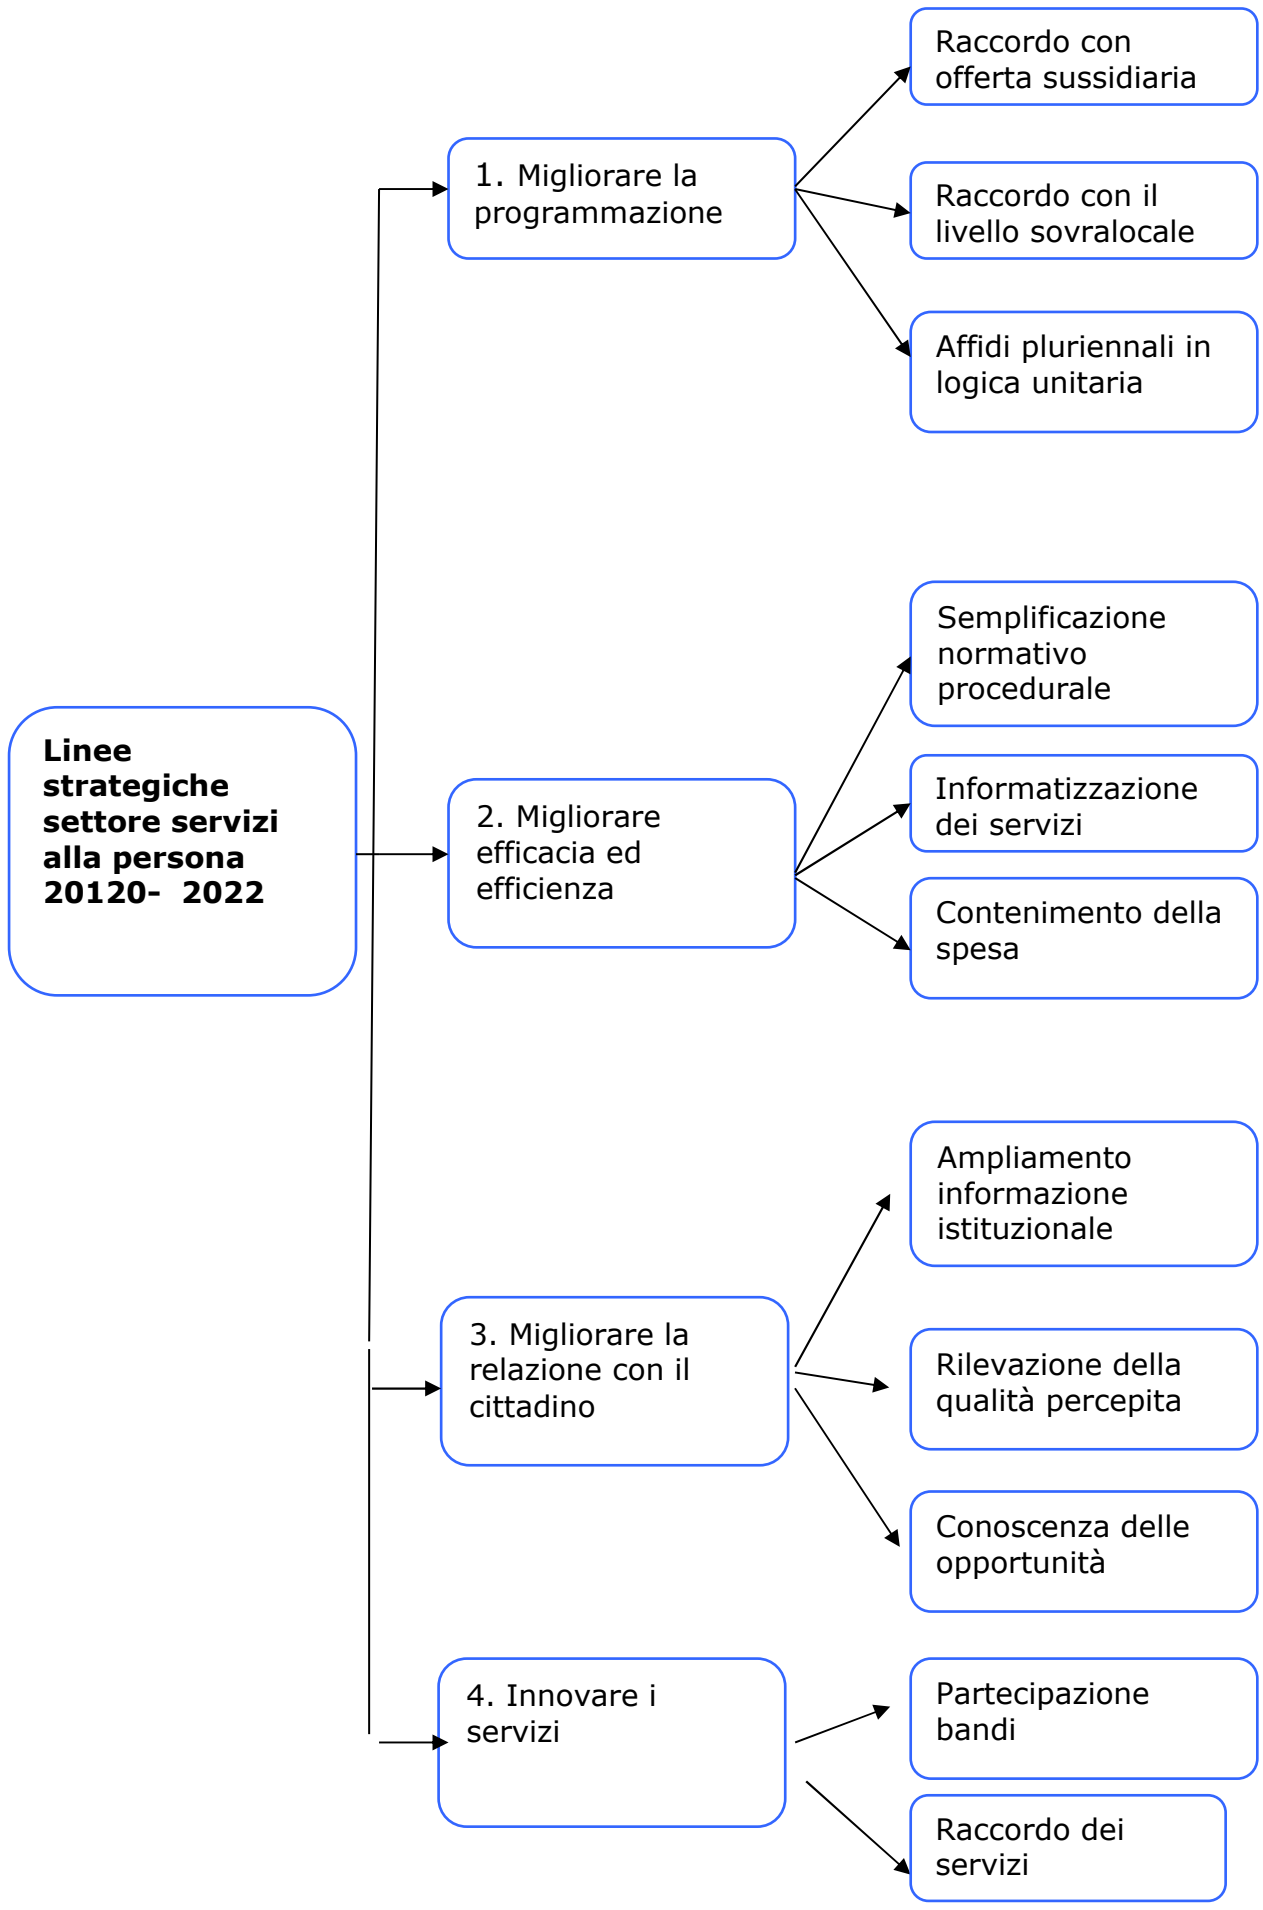 Linee
strategiche
settore servizi
alla persona
20120- 2022
1. Migliorare la
programmazione
Raccordo con
offerta sussidiaria
Raccordo con il
livello sovralocale
Affidi pluriennali in
logica unitaria
2. Migliorare
efficacia ed
efficienza
Semplificazione
normativo
procedurale
Informatizzazione
dei servizi
Contenimento della
spesa
3. Migliorare la
relazione con il
cittadino
Ampliamento
informazione
istituzionale
Rilevazione della
qualità percepita
Conoscenza delle
opportunità
4. Innovare i
servizi
Partecipazione
bandi
Raccordo dei
servizi